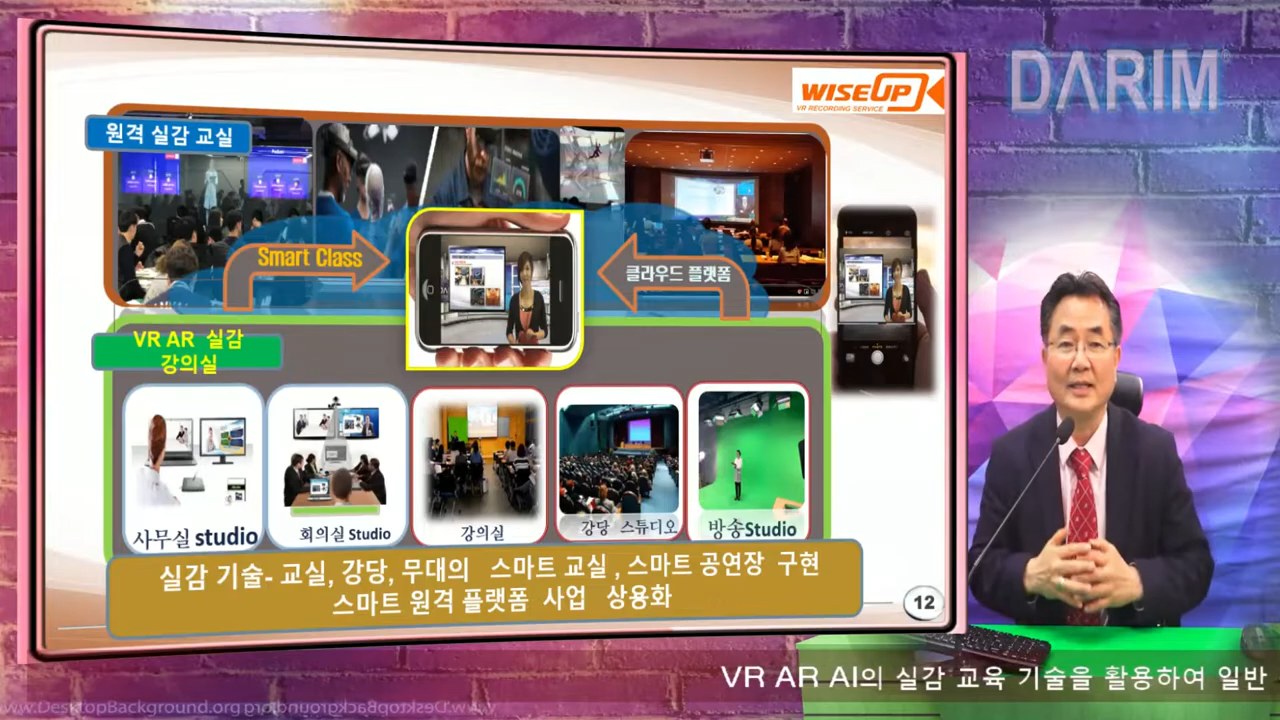 DARIM
WISEUP
VR RECORDING SERVICE
원격 실감 교실
Smart Class
클라우드 플랫폼
VR AR 실감
강의실
사무실 studio
회의실 Studio
강의실
강당 스튜디오
방송Studio
실감 기술- 교실, 강당, 무대의 스마트 교실 , 스마트 공연장 구현
스마트 원격 플랫폼 사업 상용화
12
VR AR AI의 실감 교육 기술을 활용하여 일반
www.DesktopBackground.org